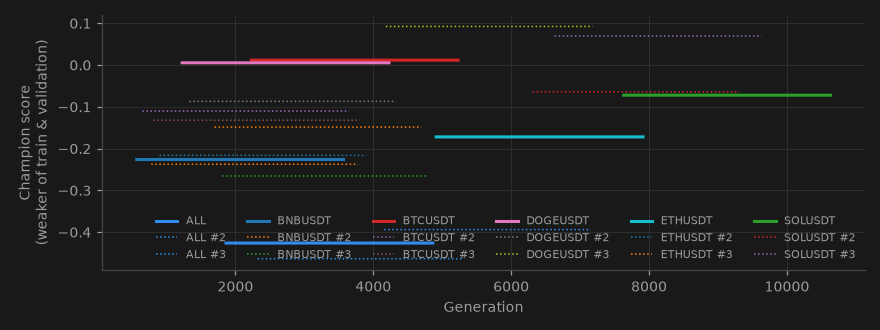 Champion score
(weaker of train & validation)
0.1
0.0
−0.1
−0.2
−0.3
−0.4
ALL BNBUSDT BTCUSDT DOGEUSDT ETHUSDT SOLUSDT
ALL #2 BNBUSDT #2 BTCUSDT #2 DOGEUSDT #2 ETHUSDT #2 SOLUSDT #2
ALL #3 BNBUSDT #3 BTCUSDT #3 DOGEUSDT #3 ETHUSDT #3 SOLUSDT #3
2000 4000 6000 8000 10000
Generation